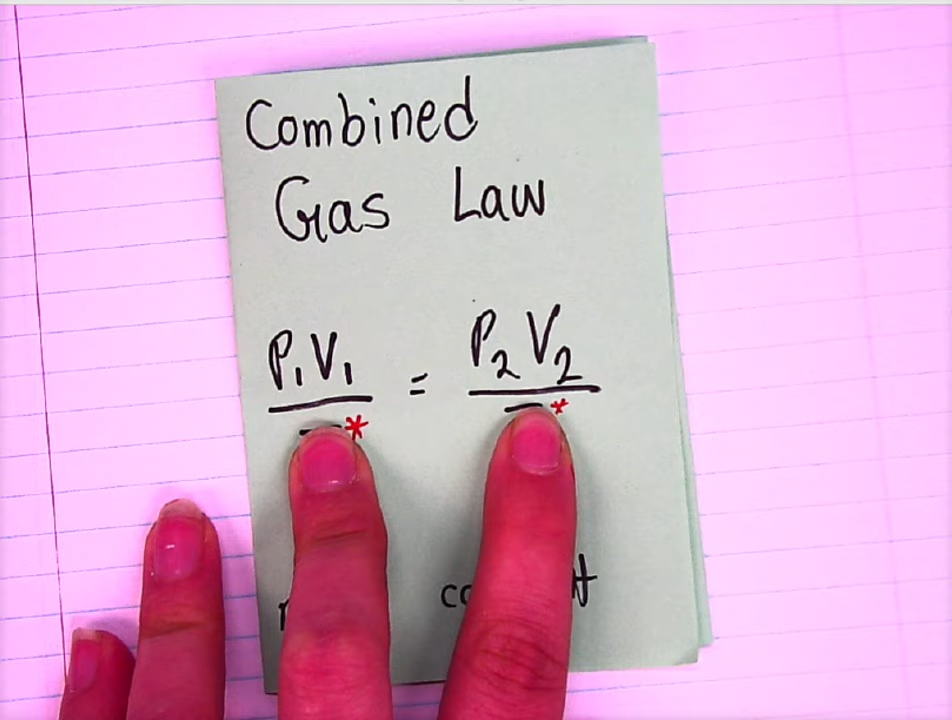 Combined
Gas Law
P₁V₁ = P₂V₂
* *